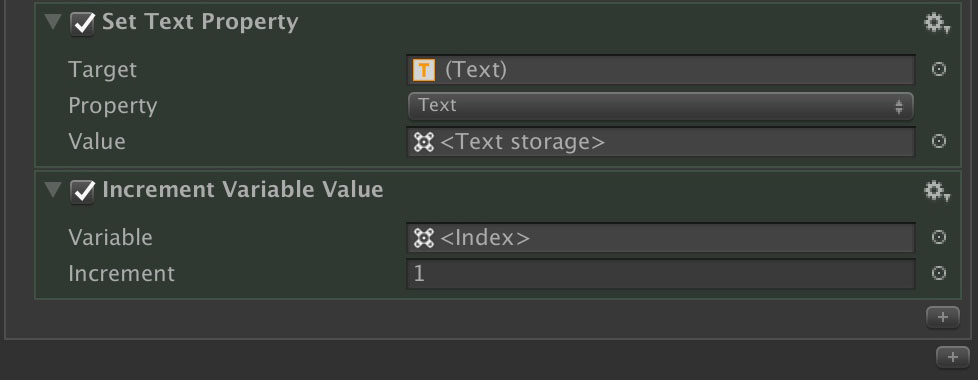 Set Text Property
Target T (Text)
Property Text
Value <Text storage>
Increment Variable Value
Variable <Index>
Increment 1